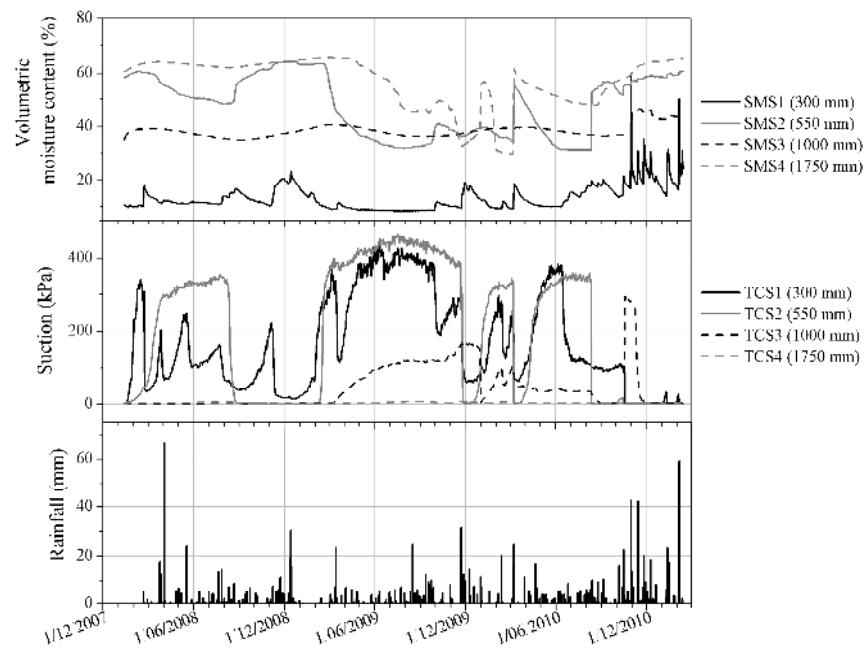 Volumetric
moisture content (%)
80
60
40
20
SMS1 (300 mm)
SMS2 (550 mm)
SMS3 (1000 mm)
SMS4 (1750 mm)
Suction (kPa)
400
200
0
TCS1 (300 mm)
TCS2 (550 mm)
TCS3 (1000 mm)
TCS4 (1750 mm)
Rainfall (mm)
60
40
20
0
1/12/2007
1/06/2008
1/12/2008
1/06/2009
1/12/2009
1/06/2010
1/12/2010